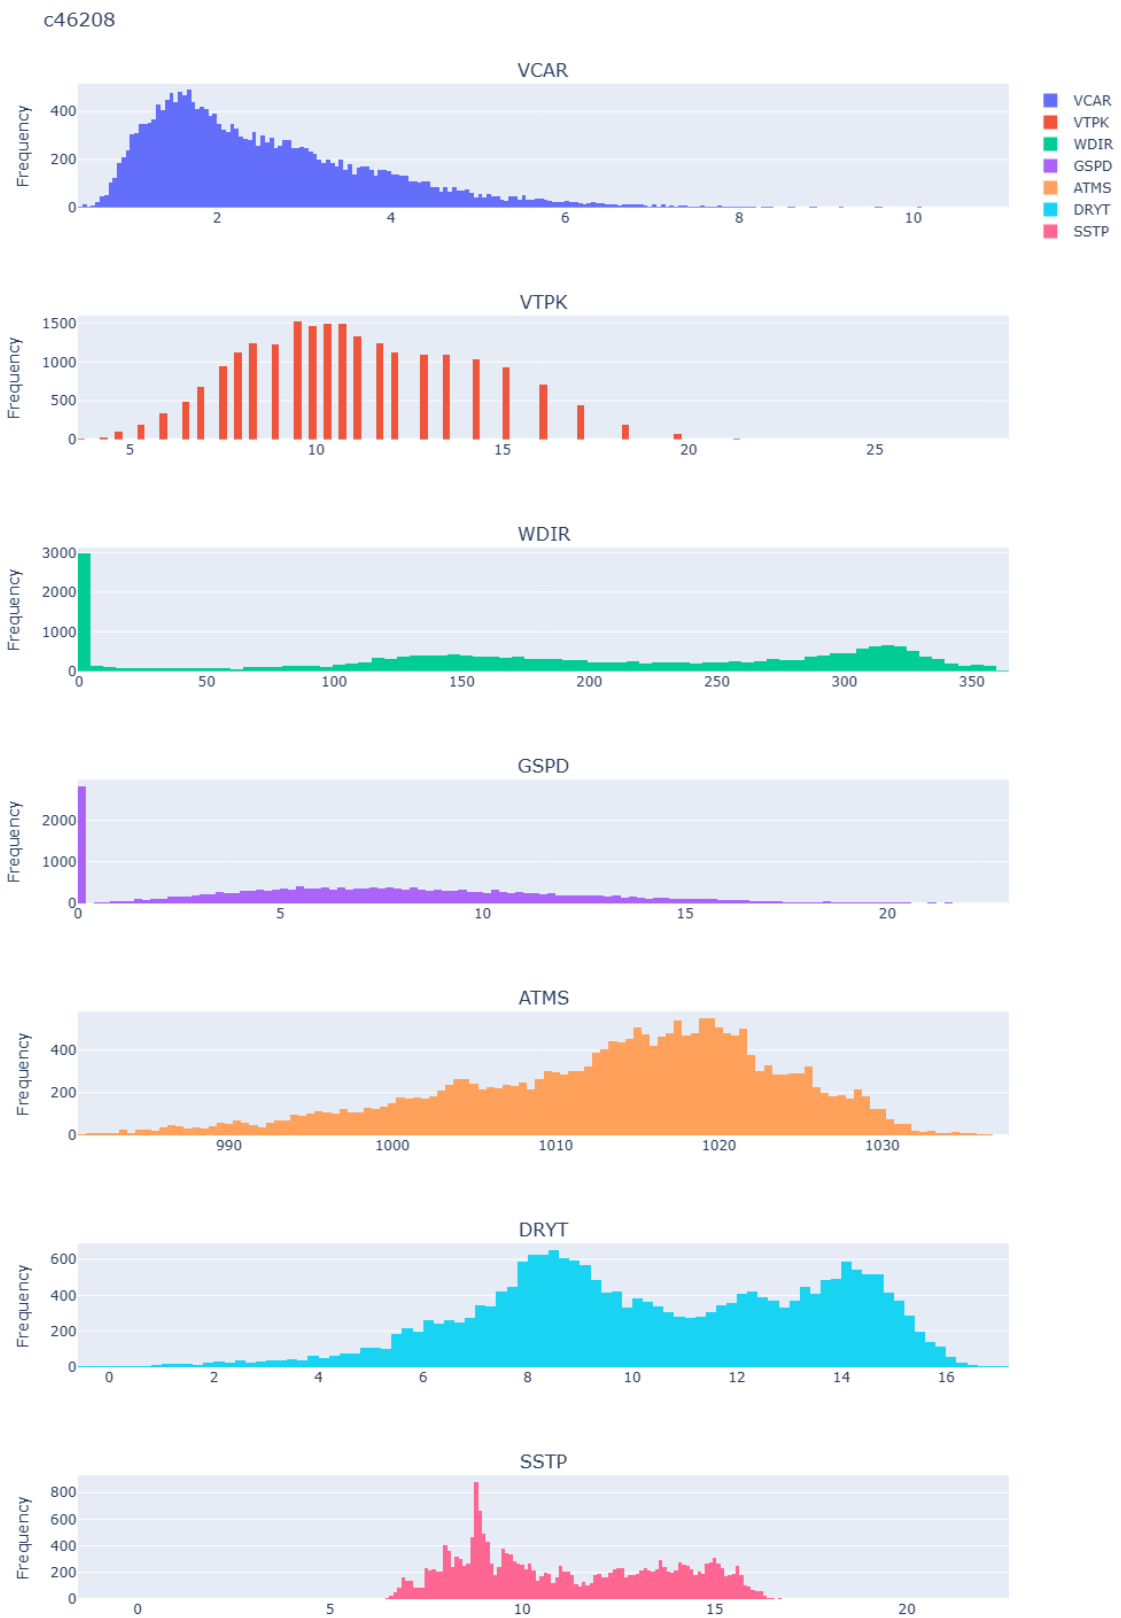 c46208
VCAR
400
200
0
2 4 6 8 10
Frequency
VCAR
VTPK
WDIR
GSPD
ATMS
DRYT
SSTP
VTPK
1500
1000
500
0
5 10 15 20 25
Frequency
WDIR
3000
2000
1000
0
0 50 100 150 200 250 300 350
Frequency
GSPD
2000
1000
0
0 5 10 15 20
Frequency
ATMS
400
200
0
990 1000 1010 1020 1030
Frequency
DRYT
600
400
200
0
0 2 4 6 8 10 12 14 16
Frequency
SSTP
800
600
400
200
0
0 5 10 15 20
Frequency